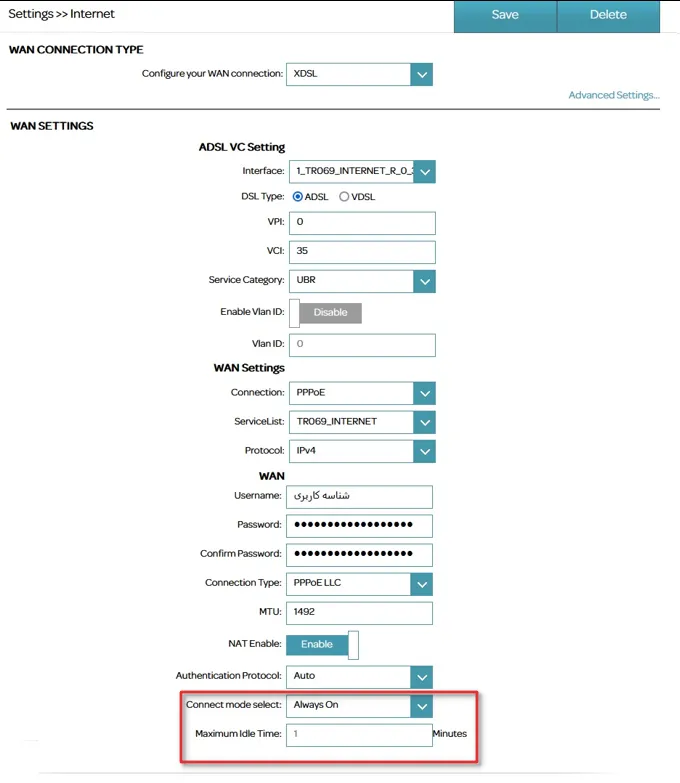 Settings >> Internet Save Delete
WAN CONNECTION TYPE
Configure your WAN connection: XDSL
Advanced Settings...
WAN SETTINGS
ADSL VC Setting
Interface: 1_TR069_INTERNET_R_0_
DSL Type: ADSL VDSL
VPI: 0
VCI: 35
Service Category: UBR
Enable Vlan ID: Disable
Vlan ID: 0
WAN Settings
Connection: PPPoE
ServiceList: TR069_INTERNET
Protocol: IPv4
WAN
Username: شناسه کاربری
Password: ••••••••••••••••••
Confirm Password: ••••••••••••••••••
Connection Type: PPPoE LLC
MTU: 1492
NAT Enable: Enable
Authentication Protocol: Auto
Connect mode select: Always On
Maximum Idle Time: 1 Minutes